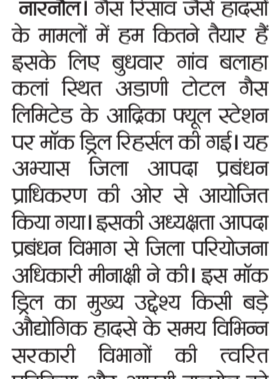 नारनौल। गैस रिसाव जैसे हादसों
के मामलों में हम कितने तैयार हैं
इसके लिए बुधवार गांव बलाहा
कलां स्थित अडाणी टोटल गैस
लिमिटेड के आद्रिका फ्यूल स्टेशन
पर मॉक ड्रिल रिहर्सल की गई। यह
अभ्यास जिला आपदा प्रबंधन
प्राधिकरण की ओर से आयोजित
किया गया। इसकी अध्यक्षता आपदा
प्रबंधन विभाग से जिला परियोजना
अधिकारी मीनाक्षी ने की। इस मॉक
ड्रिल का मुख्य उद्देश्य किसी बड़े
औद्योगिक हादसे के समय विभिन्न
सरकारी विभागों की त्वरित